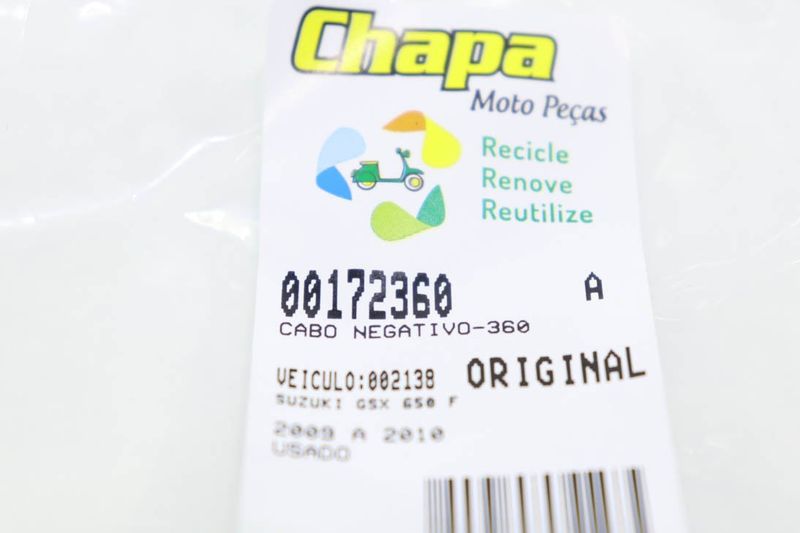 Chapa
Moto Peças
Recicle
Renove
Reutilize
00172360 A
CABO NEGATIVO-360
VEICULO:002138 ORIGINAL
SUZUKI GSX 650 F
2009 A 2010
USADO